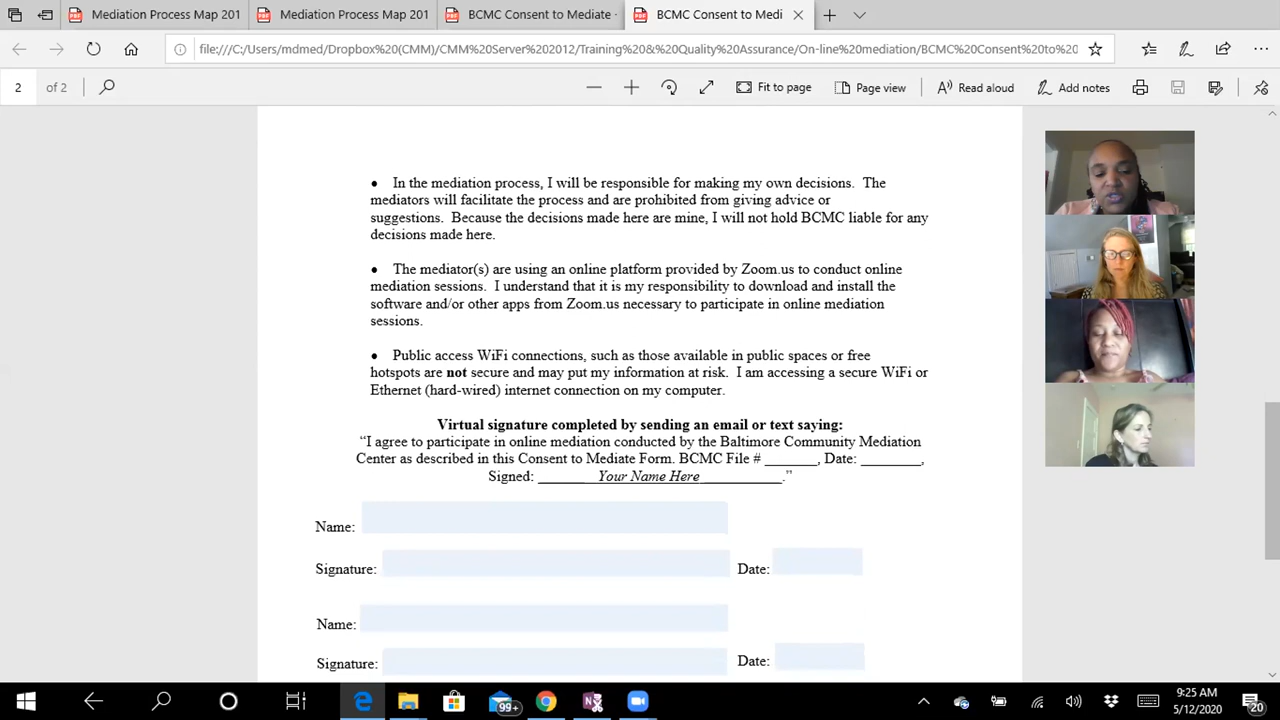 Mediation Process Map 201
Mediation Process Map 201
BCMC Consent to Mediate -
BCMC Consent to Medi
file:///C:/Users/mdmed/Dropbox%20(CMM)/CMM%20Server%202012/Training%20&%20Quality%20Assurance/On-line%20mediation/BCMC%20Consent%20to%20
2 of 2
Fit to page
Page view
Read aloud
Add notes
• In the mediation process, I will be responsible for making my own decisions. The
mediators will facilitate the process and are prohibited from giving advice or
suggestions. Because the decisions made here are mine, I will not hold BCMC liable for any
decisions made here.
• The mediator(s) are using an online platform provided by Zoom.us to conduct online
mediation sessions. I understand that it is my responsibility to download and install the
software and/or other apps from Zoom.us necessary to participate in online mediation
sessions.
• Public access WiFi connections, such as those available in public spaces or free
hotspots are not secure and may put my information at risk. I am accessing a secure WiFi or
Ethernet (hard-wired) internet connection on my computer.
Virtual signature completed by sending an email or text saying:
“I agree to participate in online mediation conducted by the Baltimore Community Mediation
Center as described in this Consent to Mediate Form. BCMC File # _______, Date: ________,
Signed: _______Your Name Here__________.”
Name:
Signature: Date:
Name:
Signature: Date:
99+
9:25 AM
5/12/2020
20